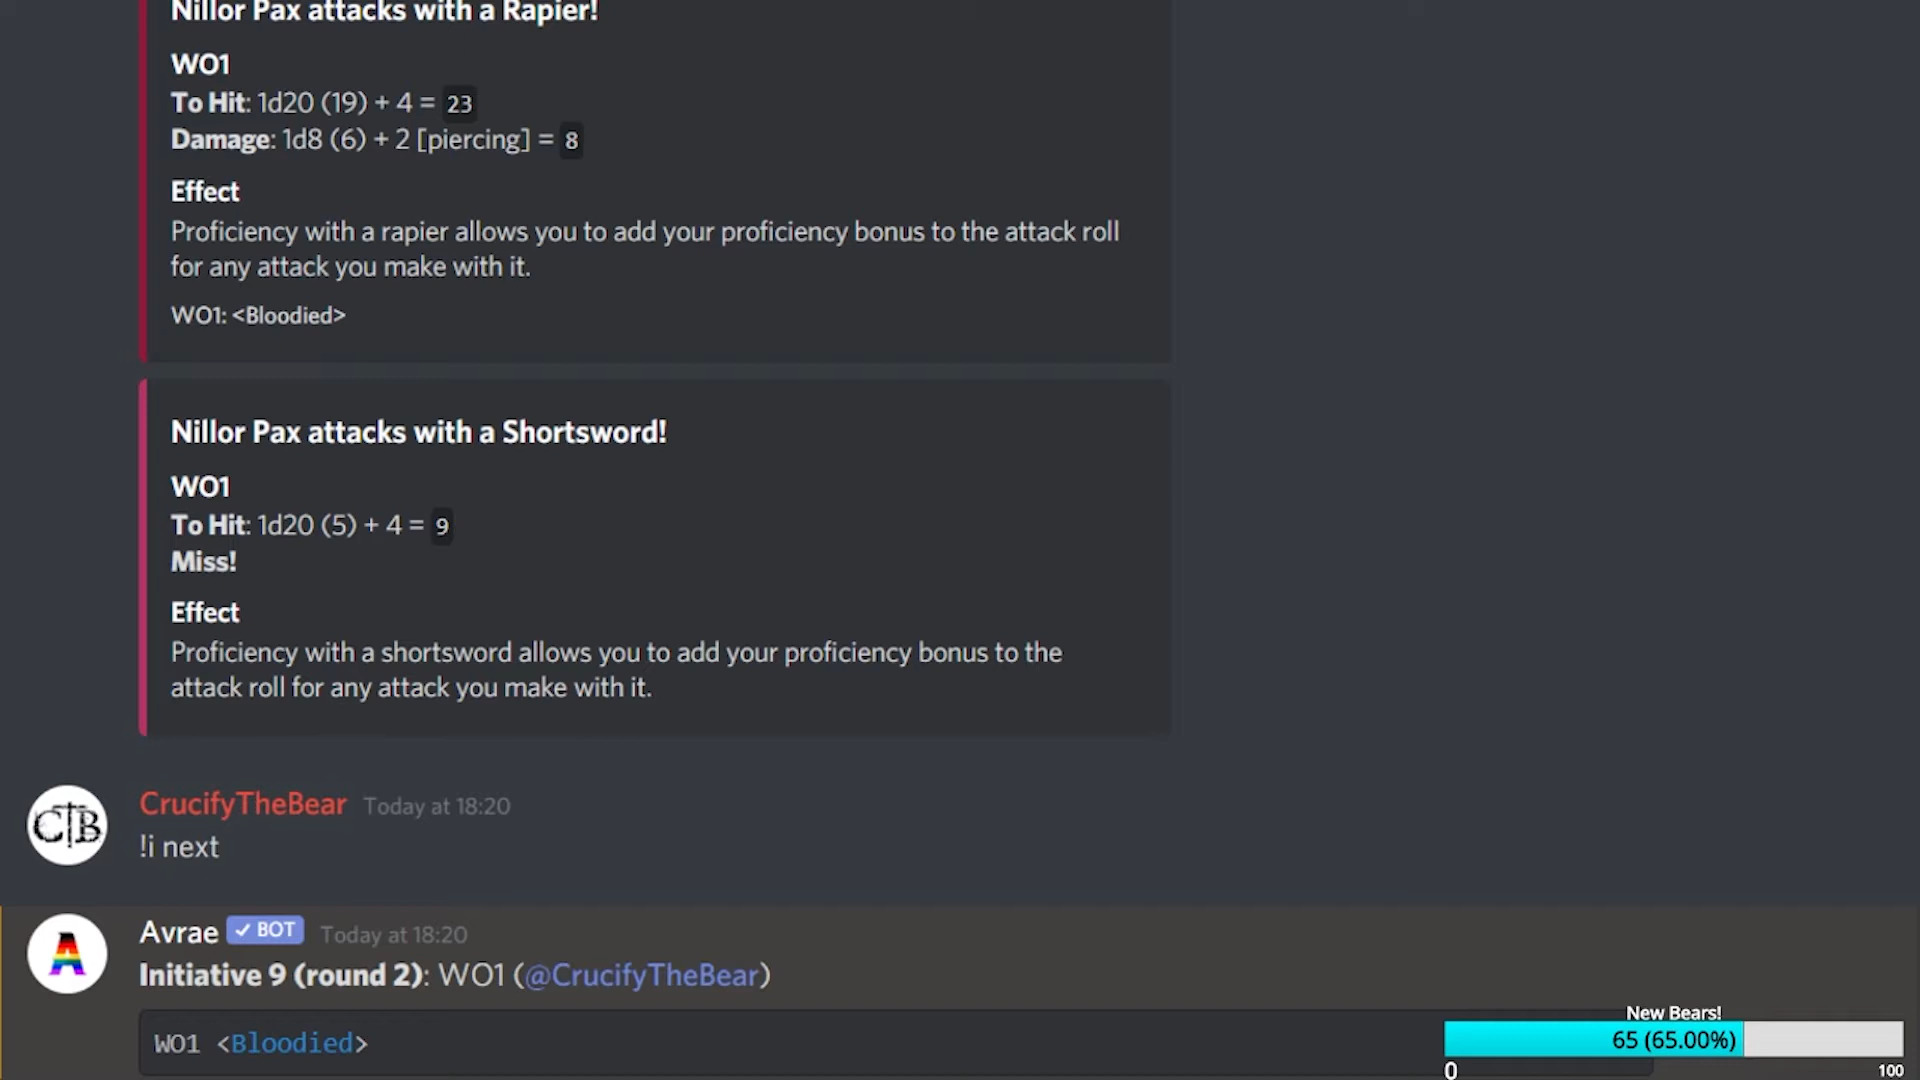 Nillor Pax attacks with a Rapier!
WO1
To Hit: 1d20 (19) + 4 = 23
Damage: 1d8 (6) + 2 [piercing] = 8
Effect
Proficiency with a rapier allows you to add your proficiency bonus to the attack roll
for any attack you make with it.
WO1: <Bloodied>
Nillor Pax attacks with a Shortsword!
WO1
To Hit: 1d20 (5) + 4 = 9
Miss!
Effect
Proficiency with a shortsword allows you to add your proficiency bonus to the
attack roll for any attack you make with it.
CTB
CrucifyTheBear Today at 18:20
!i next
A
Avrae ✓ BOT Today at 18:20
Initiative 9 (round 2): WO1 (@CrucifyTheBear)
WO1 <Bloodied>
New Bears!
65 (65.00%)
0 100